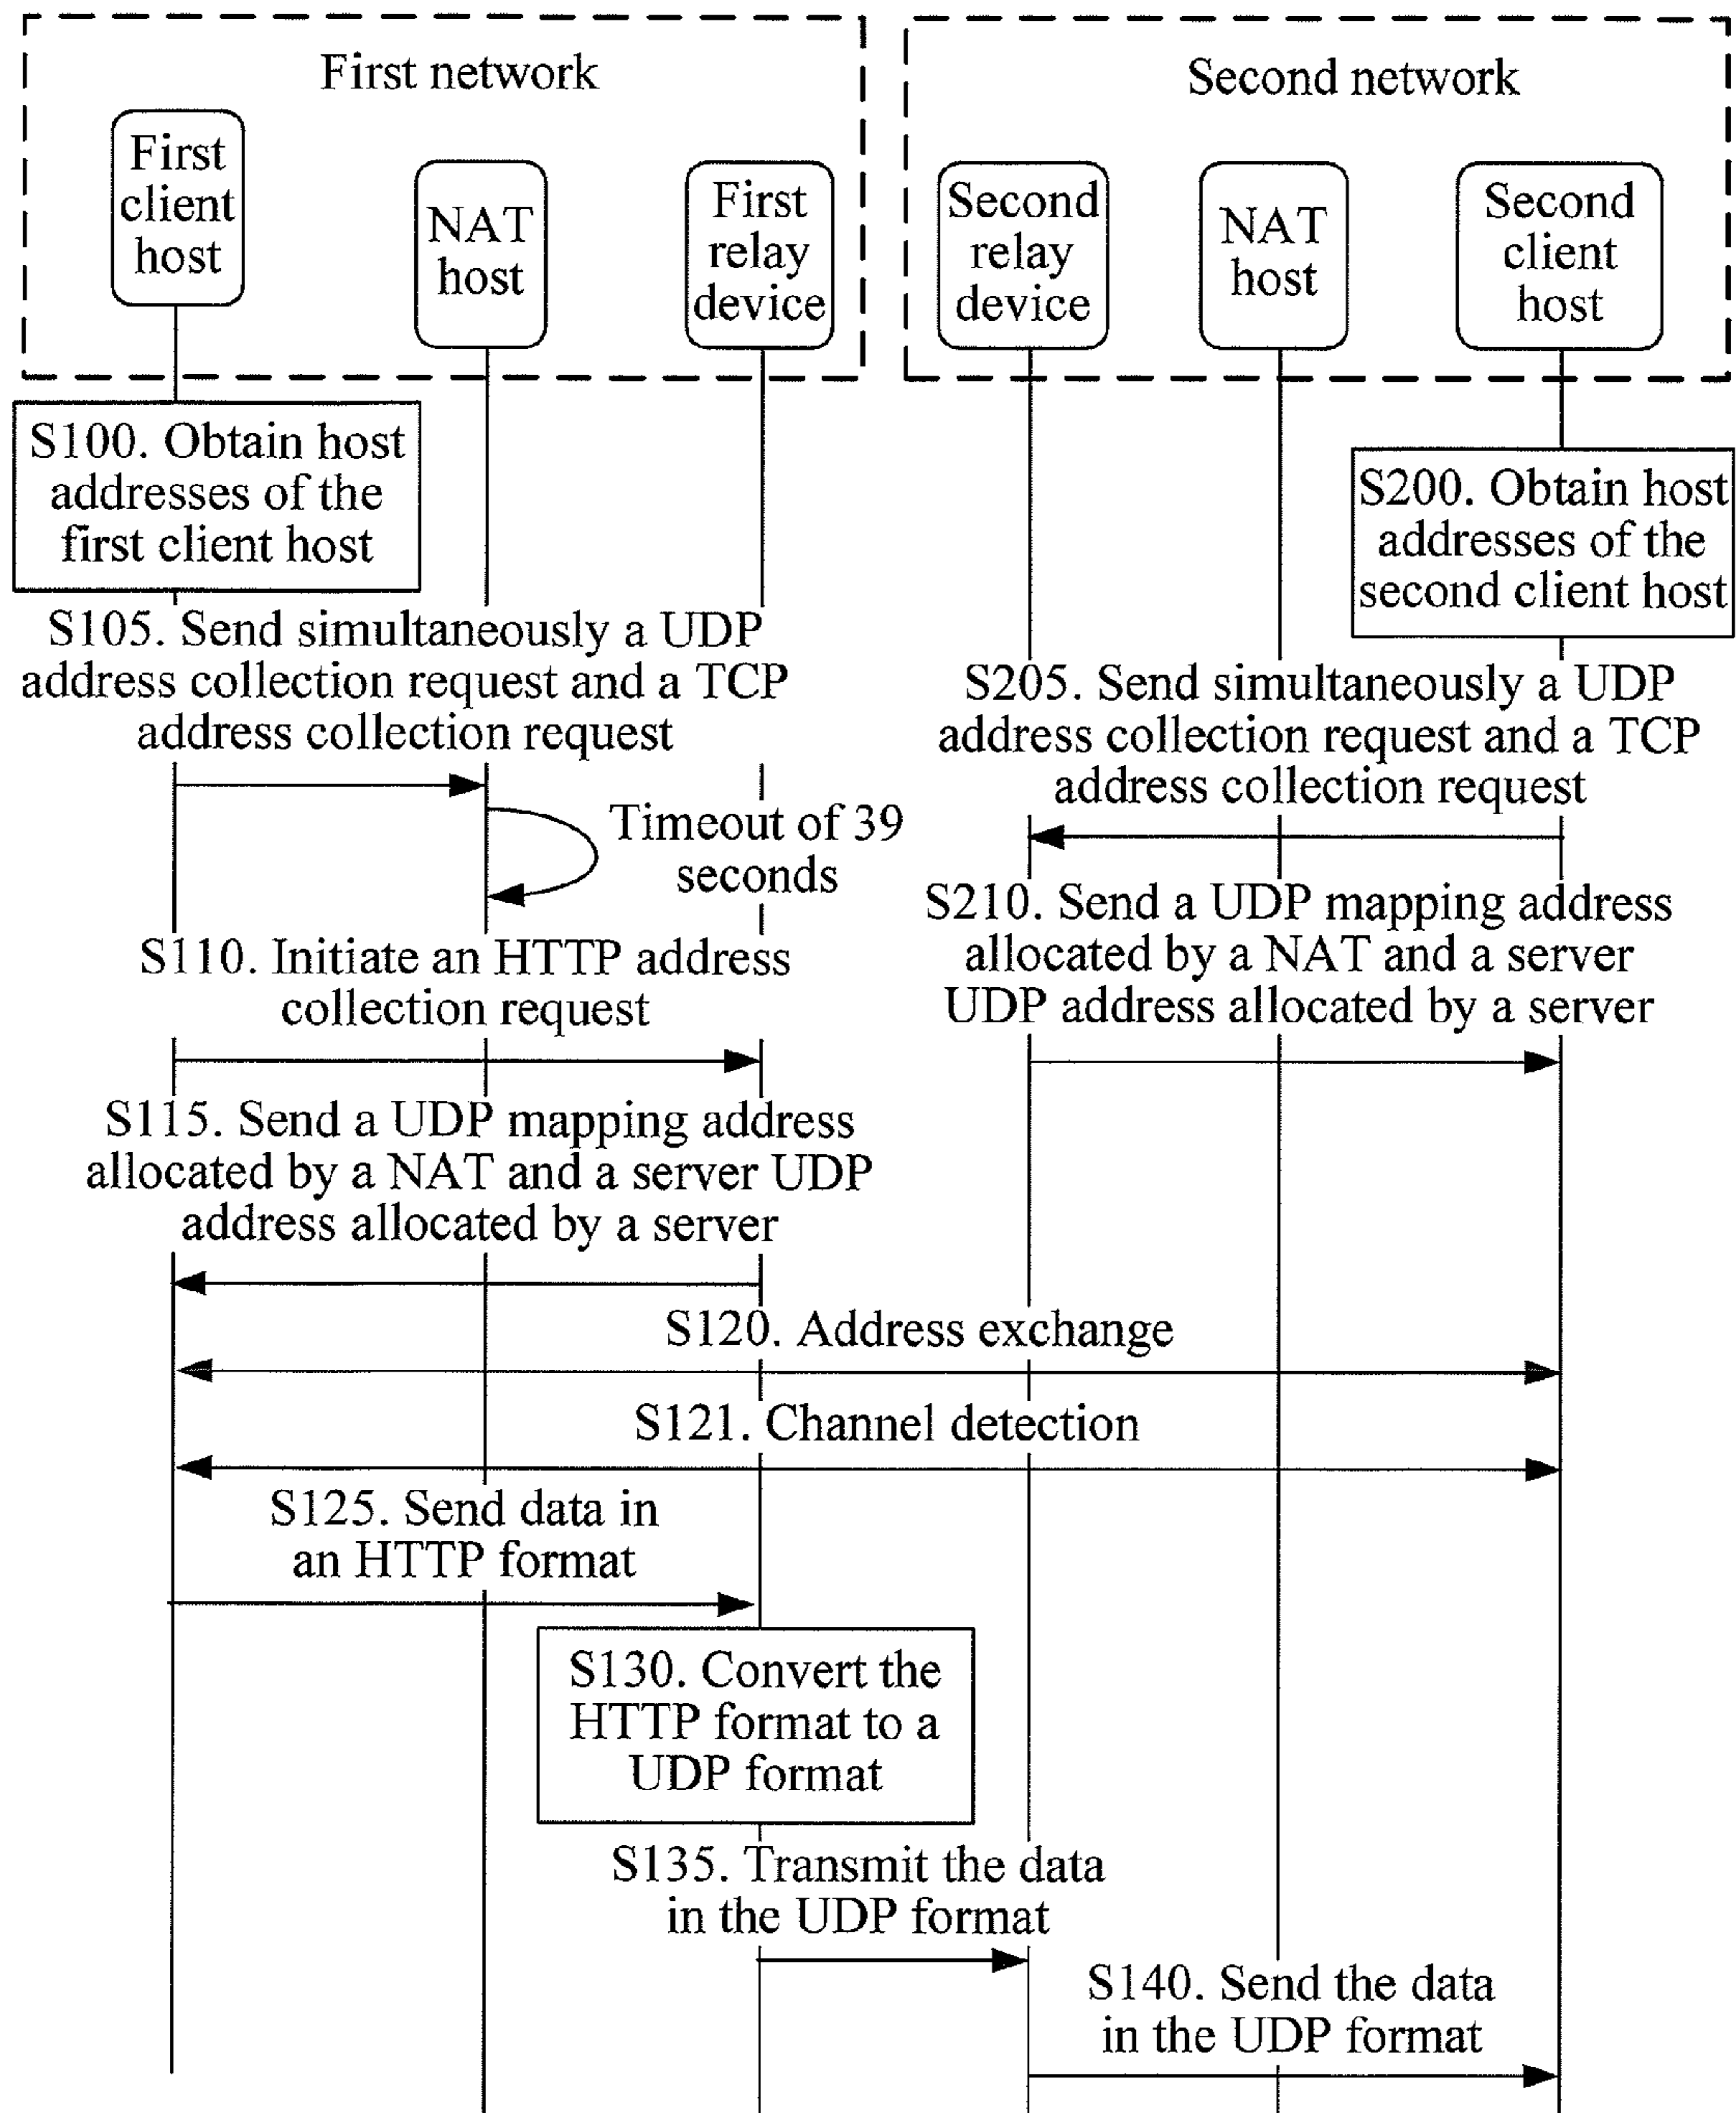 First network
First
client
host
NAT
host
First
relay
device
Second network
Second
relay
device
NAT
host
Second
client
host
S100. Obtain host
addresses of the
first client host
S200. Obtain host
addresses of the
second client host
S105. Send simultaneously a UDP
address collection request and a TCP
address collection request
S205. Send simultaneously a UDP
address collection request and a TCP
address collection request
Timeout of 39
seconds
S210. Send a UDP mapping address
allocated by a NAT and a server
UDP address allocated by a server
S110. Initiate an HTTP address
collection request
S115. Send a UDP mapping address
allocated by a NAT and a server UDP
address allocated by a server
S120. Address exchange
S121. Channel detection
S125. Send data in
an HTTP format
S130. Convert the
HTTP format to a
UDP format
S135. Transmit the data
in the UDP format
S140. Send the data
in the UDP format